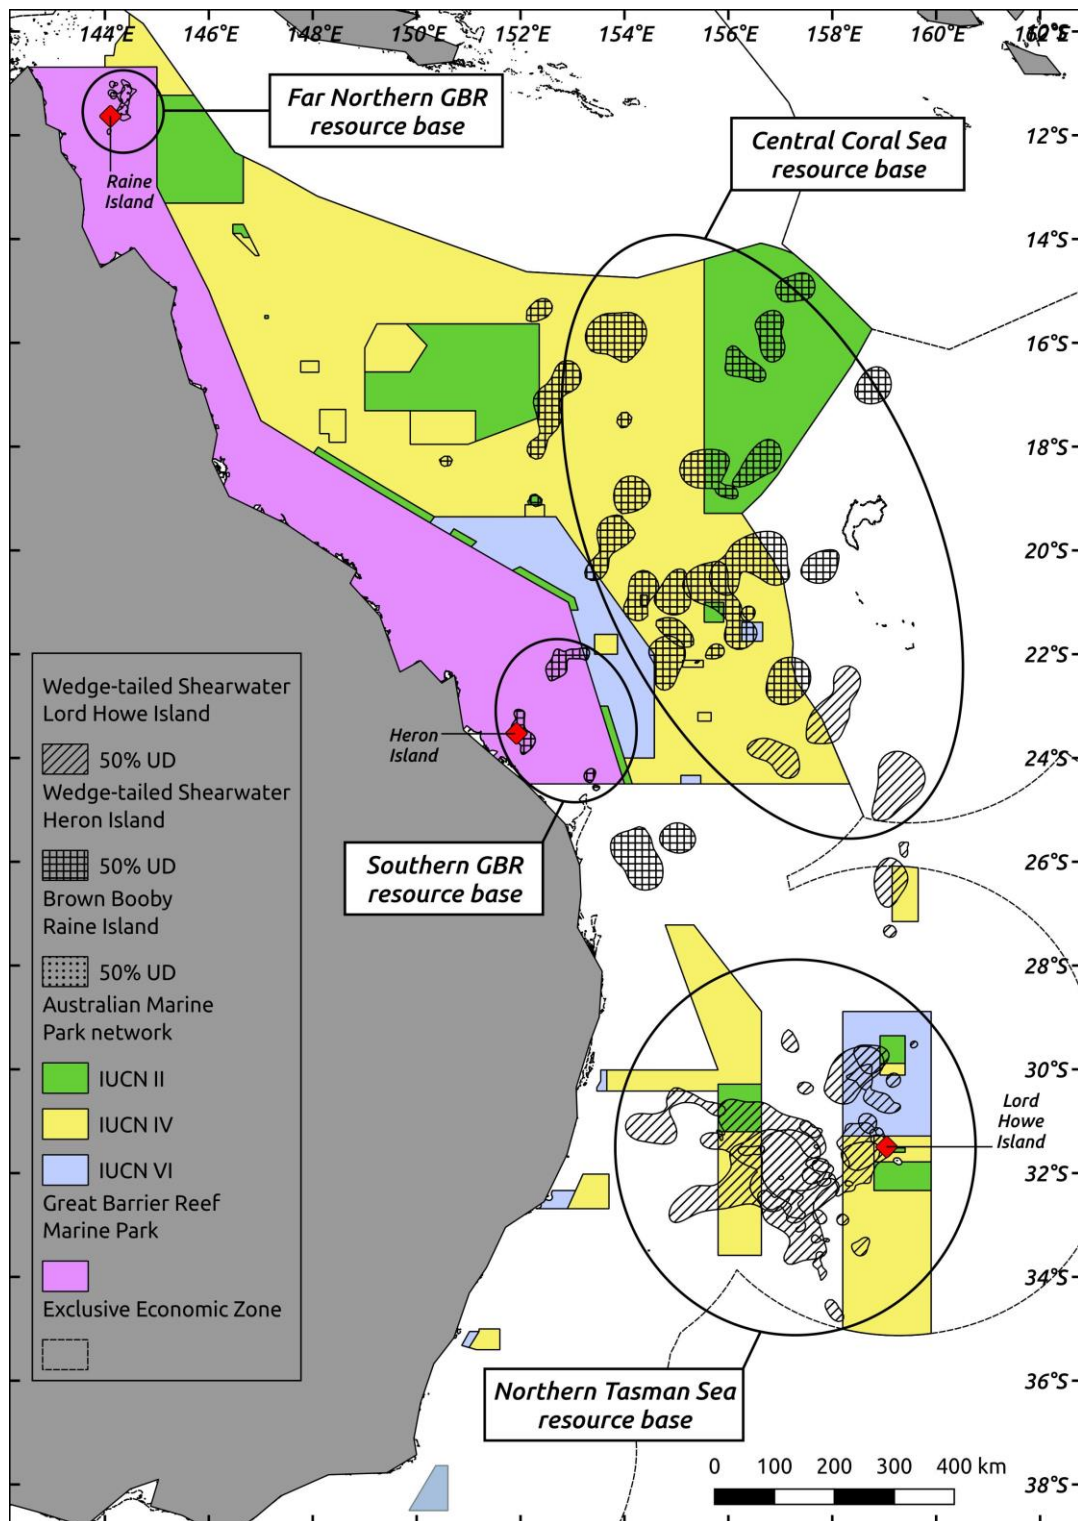 144°E 146°E 148°E 150°E 152°E 154°E 156°E 158°E 160°E
Far Northern GBR
resource base
Central Coral Sea
resource base
Raine
Island
12°S
14°S
16°S
18°S
20°S
22°S
24°S
26°S
28°S
30°S
32°S
34°S
36°S
38°S
Heron
Island
Southern GBR
resource base
Lord
Howe
Island
Northern Tasman Sea
resource base
Wedge-tailed Shearwater
Lord Howe Island
50% UD
Wedge-tailed Shearwater
Heron Island
50% UD
Brown Booby
Raine Island
50% UD
Australian Marine
Park network
IUCN II
IUCN IV
IUCN VI
Great Barrier Reef
Marine Park
Exclusive Economic Zone
0 100 200 300 400 km